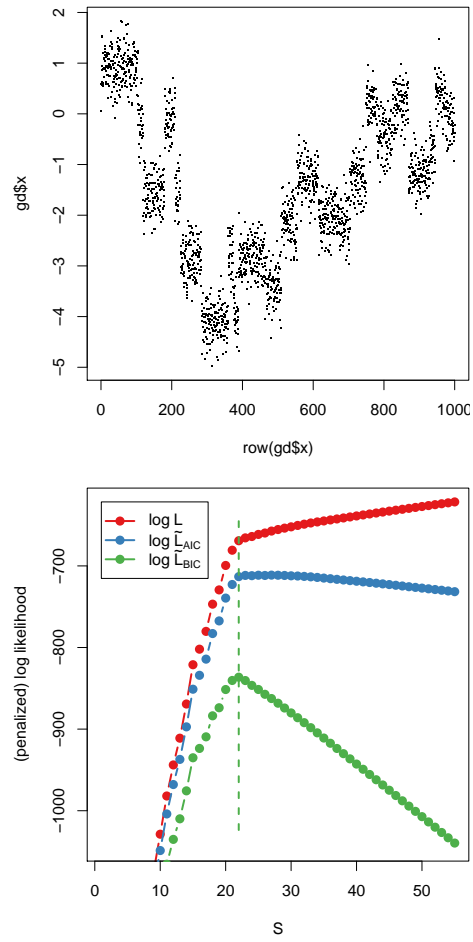 2
1
0
-1
-2
-3
-4
-5
gd$x
0 200 400 600 800 1000
row(gd$x)
log L
log L̃AIC
log L̃BIC
-700
-800
-900
-1000
(penalized) log likelihood
0 10 20 30 40 50
S